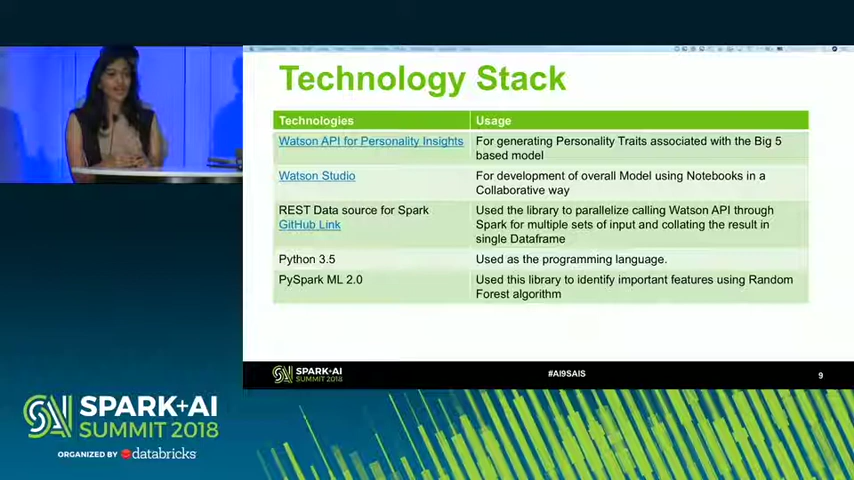 Technology Stack
Technologies
Usage
Watson API for Personality Insights
For generating Personality Traits associated with the Big 5
based model
Watson Studio
For development of overall Model using Notebooks in a
Collaborative way
REST Data source for Spark
GitHub Link
Used the library to parallelize calling Watson API through
Spark for multiple sets of input and collating the result in
single Dataframe
Python 3.5
Used as the programming language.
PySpark ML 2.0
Used this library to identify important features using Random
Forest algorithm
SPARK+AI
SUMMIT 2018
#AI9SAIS
9
SPARK+AI
SUMMIT 2018
ORGANIZED BY databricks